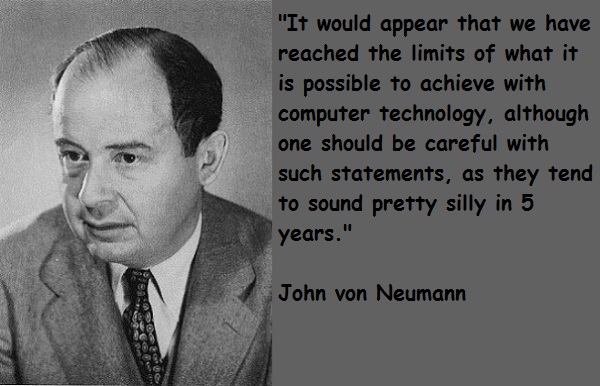 "It would appear that we have
reached the limits of what it
is possible to achieve with
computer technology, although
one should be careful with
such statements, as they tend
to sound pretty silly in 5
years."
John von Neumann